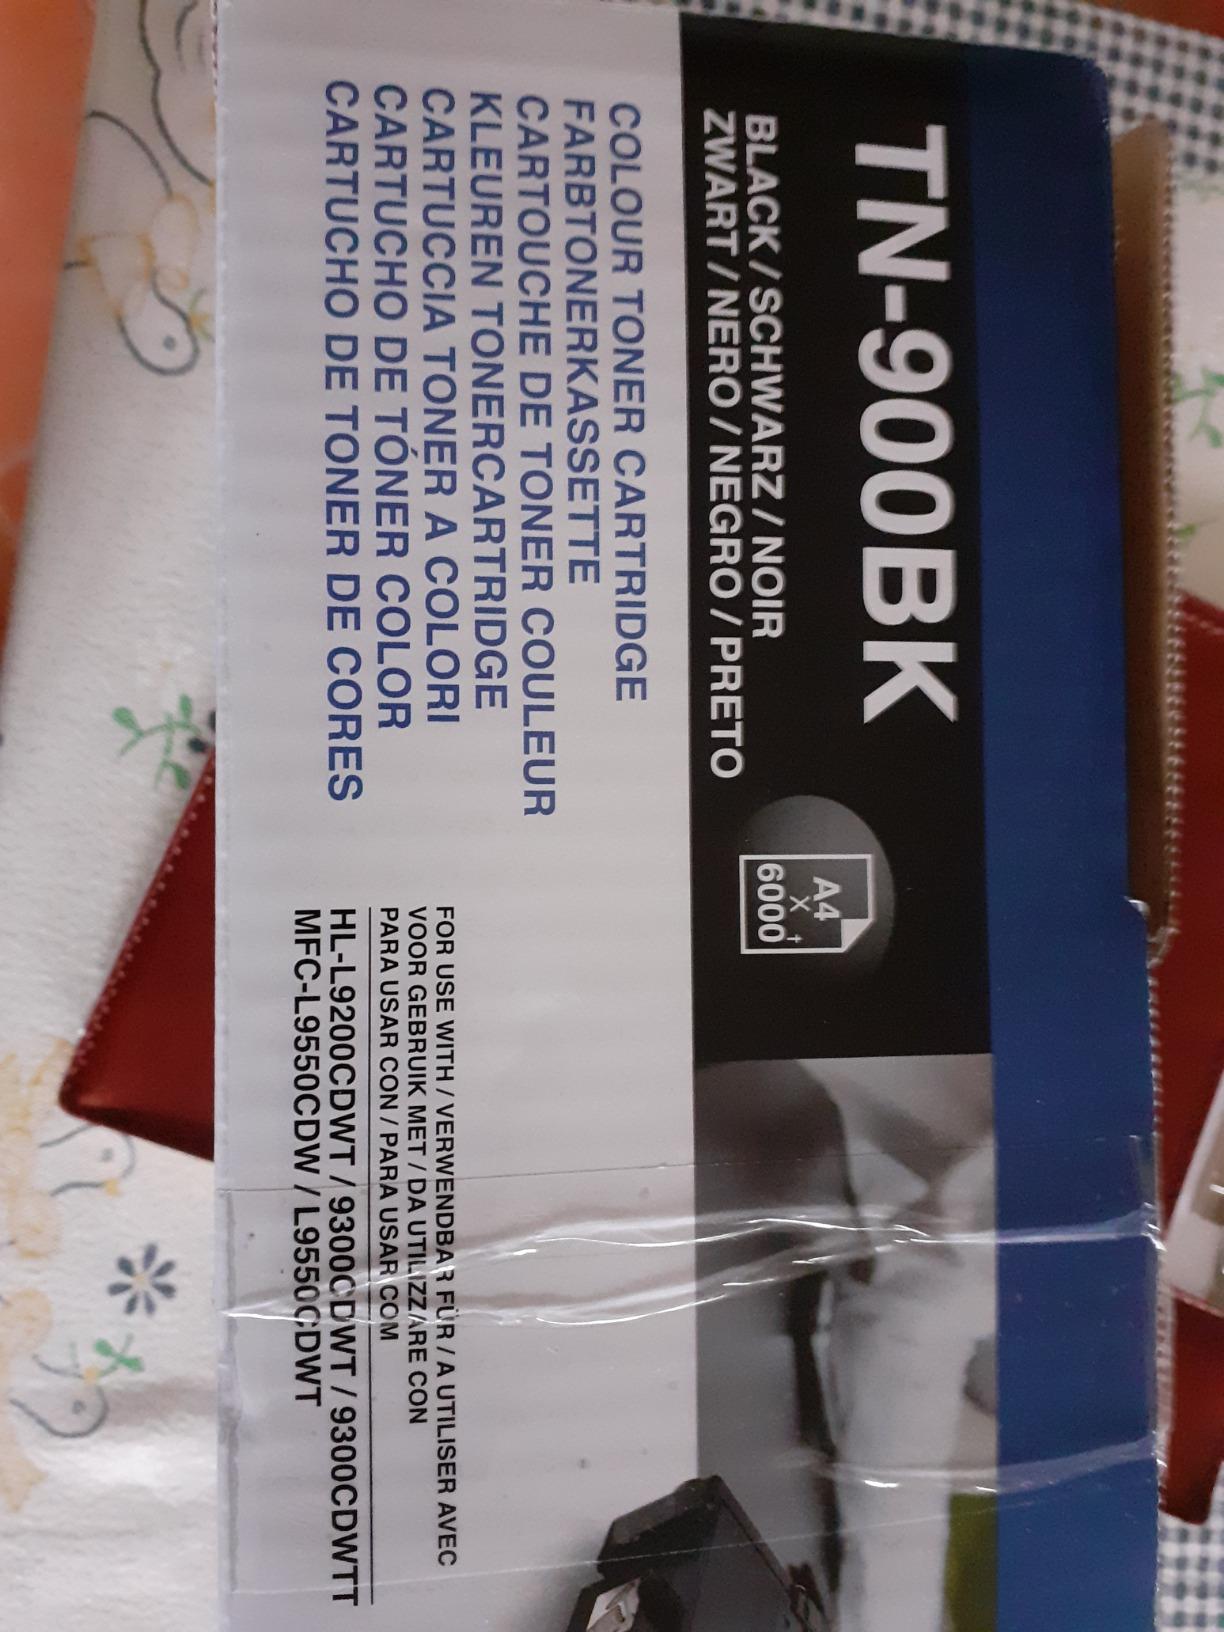 TN-900BK
BLACK / SCHWARZ / NOIR
ZWART / NERO / NEGRO / PRETO
A4
x
6000†
COLOUR TONER CARTRIDGE
FARBTONERKASSETTE
CARTOUCHE DE TONER COULEUR
KLEUREN TONERCARTRIDGE
CARTUCCIA TONER A COLORI
CARTUCHO DE TÓNER COLOR
CARTUCHO DE TONER DE CORES
FOR USE WITH / VERWENDBAR FÜR / A UTILISER AVEC
VOOR GEBRUIK MET / DA UTILIZZARE CON
PARA USAR CON / PARA USAR COM
HL-L9200CDWT / 9300CDWT / 9300CDWTT
MFC-L9550CDW / L9550CDWT